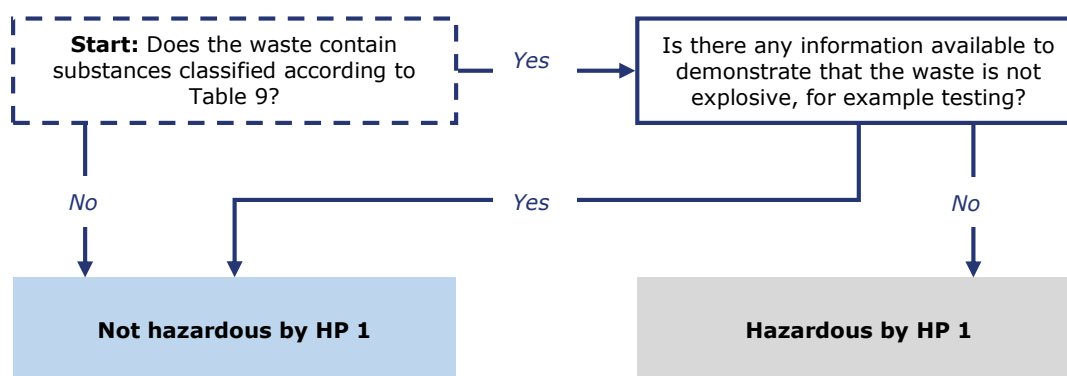 Start: Does the waste contain
substances classified according to
Table 9?
Yes
Is there any information available to
demonstrate that the waste is not
explosive, for example testing?
No
Yes
No
Not hazardous by HP 1
Hazardous by HP 1